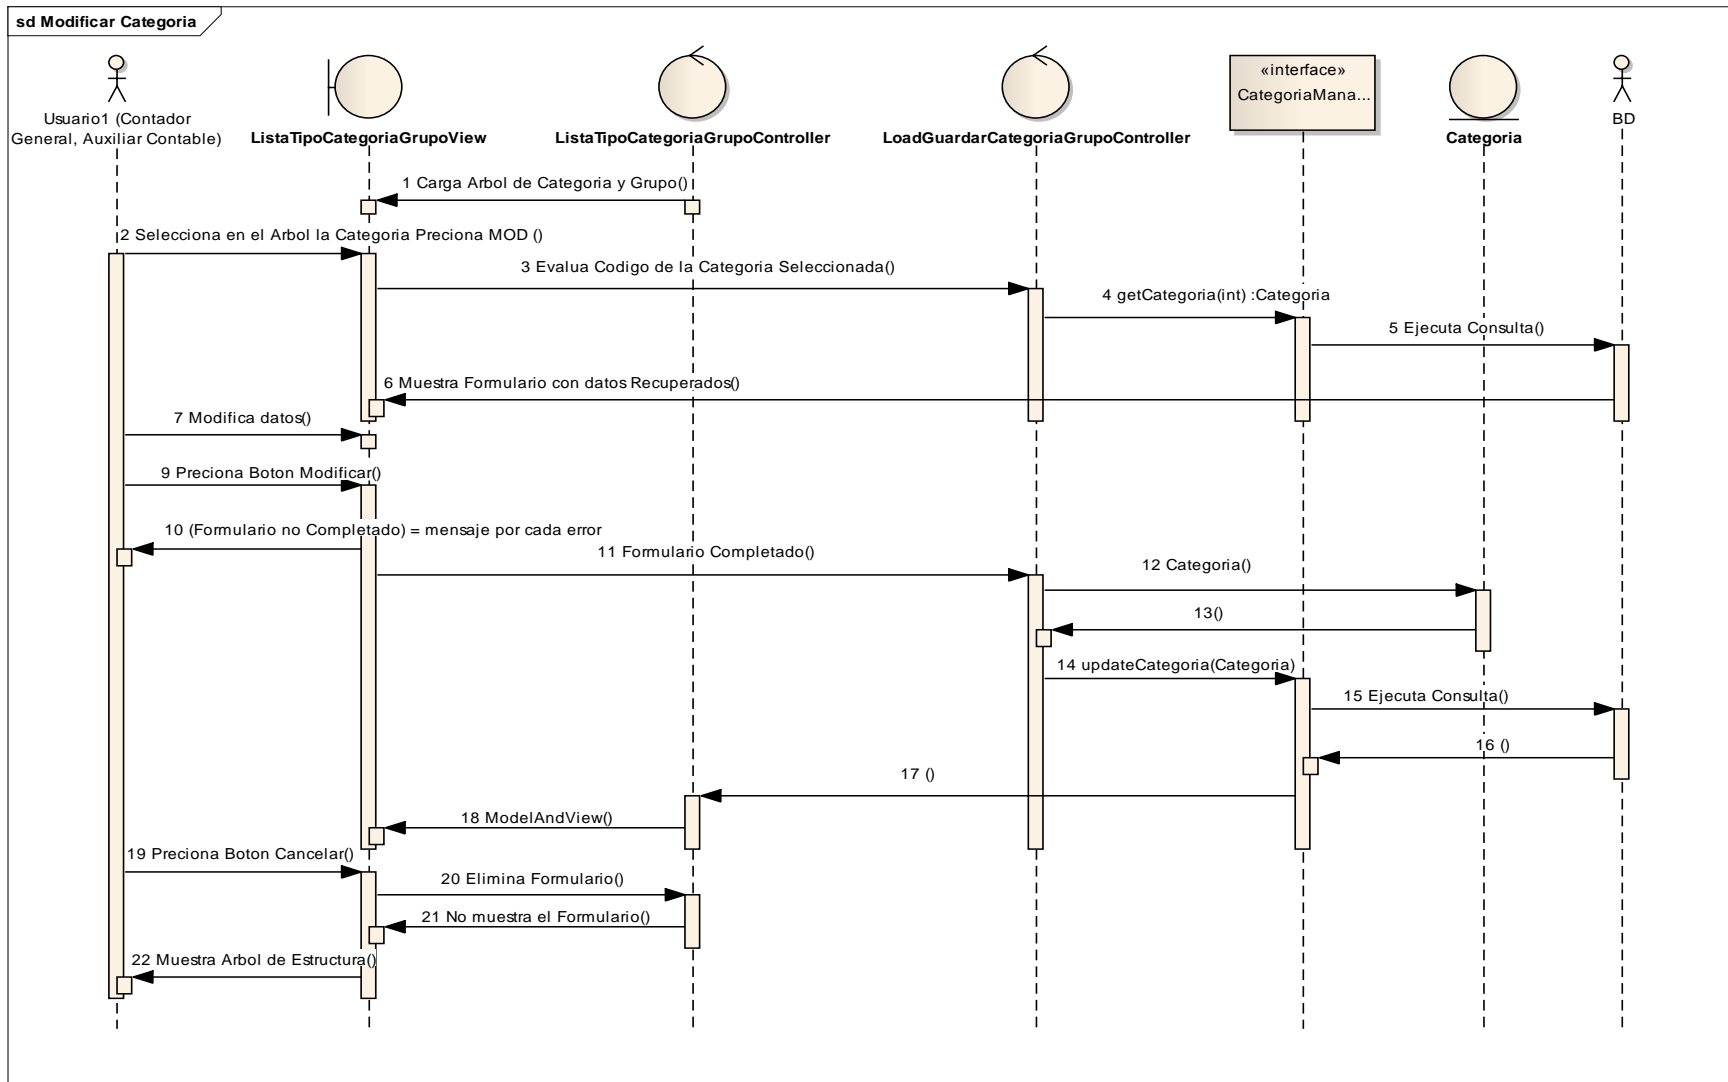 sd Modificar Categoria
Usuario1 (Contador
General, Auxiliar Contable)
ListaTipoCategoriaGrupoView
ListaTipoCategoriaGrupoController
LoadGuardarCategoriaGrupoController
«interface»
CategoriaMana...
Categoria
BD
1 Carga Arbol de Categoria y Grupo()
2 Selecciona en el Arbol la Categoria Preciona MOD ()
3 Evalua Codigo de la Categoria Seleccionada()
4 getCategoria(int) :Categoria
5 Ejecuta Consulta()
6 Muestra Formulario con datos Recuperados()
7 Modifica datos()
9 Preciona Boton Modificar()
10 (Formulario no Completado) = mensaje por cada error
11 Formulario Completado()
12 Categoria()
13()
14 updateCategoria(Categoria)
15 Ejecuta Consulta()
16 ()
17 ()
18 ModelAndView()
19 Preciona Boton Cancelar()
20 Elimina Formulario()
21 No muestra el Formulario()
22 Muestra Arbol de Estructura()